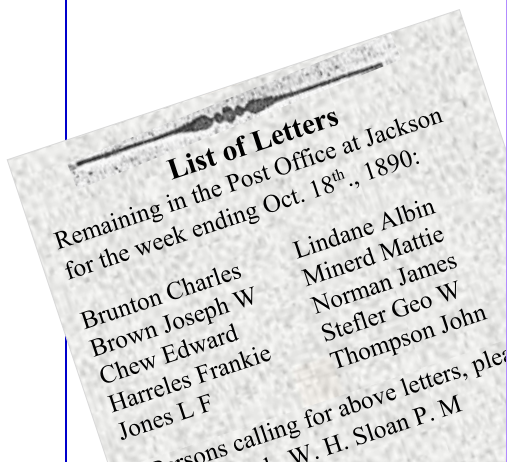 List of Letters
Remaining in the Post Office at Jackson
for the week ending Oct. 18th., 1890:
Brunton Charles
Brown Joseph W
Chew Edward
Harreles Frankie
Jones L F
Lindane Albin
Minerd Mattie
Norman James
Stefler Geo W
Thompson John
Persons calling for above letters,
W. H. Sloan P. M